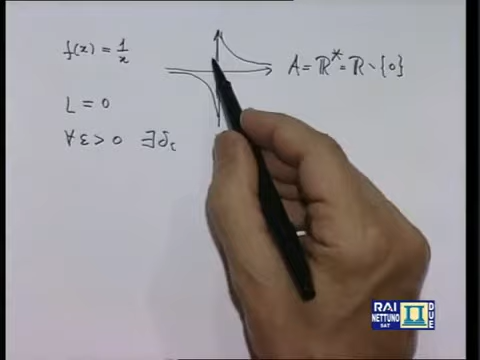 f(x) = 1/x
A = ℝ* = ℝ \ {0}
L = 0
∀ε > 0 ∃δε
RAI
NETTUNO
SAT
DUE